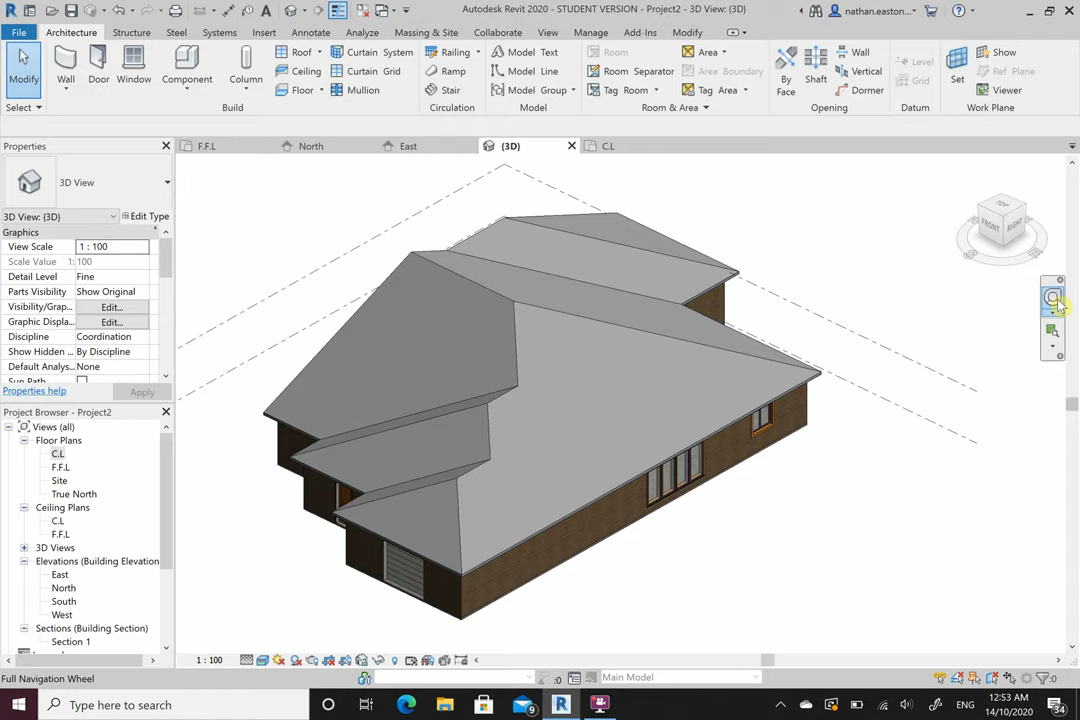 Autodesk Revit 2020 - STUDENT VERSION - Project2 - 3D View: {3D}
nathan.easton...
File Architecture Structure Steel Systems Insert Annotate Analyze Massing & Site Collaborate View Manage Add-Ins Modify
Modify Wall Door Window Component Column
Roof Curtain System Railing Model Text Room Area Wall Level Show
Ceiling Curtain Grid Ramp Model Line Room Separator Area Boundary Vertical Grid Ref Plane
Floor Mullion Stair Model Group Tag Room Tag Area Dormer Viewer
By Face Shaft Set
Select Build Circulation Model Room & Area Opening Datum Work Plane
Properties
F.F.L North East {3D} C.L
3D View
3D View: {3D} Edit Type
Graphics
View Scale 1 : 100
Scale Value 1: 100
Detail Level Fine
Parts Visibility Show Original
Visibility/Grap... Edit...
Graphic Displa... Edit...
Discipline Coordination
Show Hidden ... By Discipline
Default Analys... None
Sun Path
Properties help Apply
Project Browser - Project2
Views (all)
Floor Plans
C.L
F.F.L
Site
True North
Ceiling Plans
C.L
F.F.L
3D Views
Elevations (Building Elevation
East
North
South
West
Sections (Building Section)
Section 1
TOP
FRONT RIGHT
1 : 100
Full Navigation Wheel
:0 Main Model :0
Type here to search
9
ENG
12:53 AM
14/10/2020
34